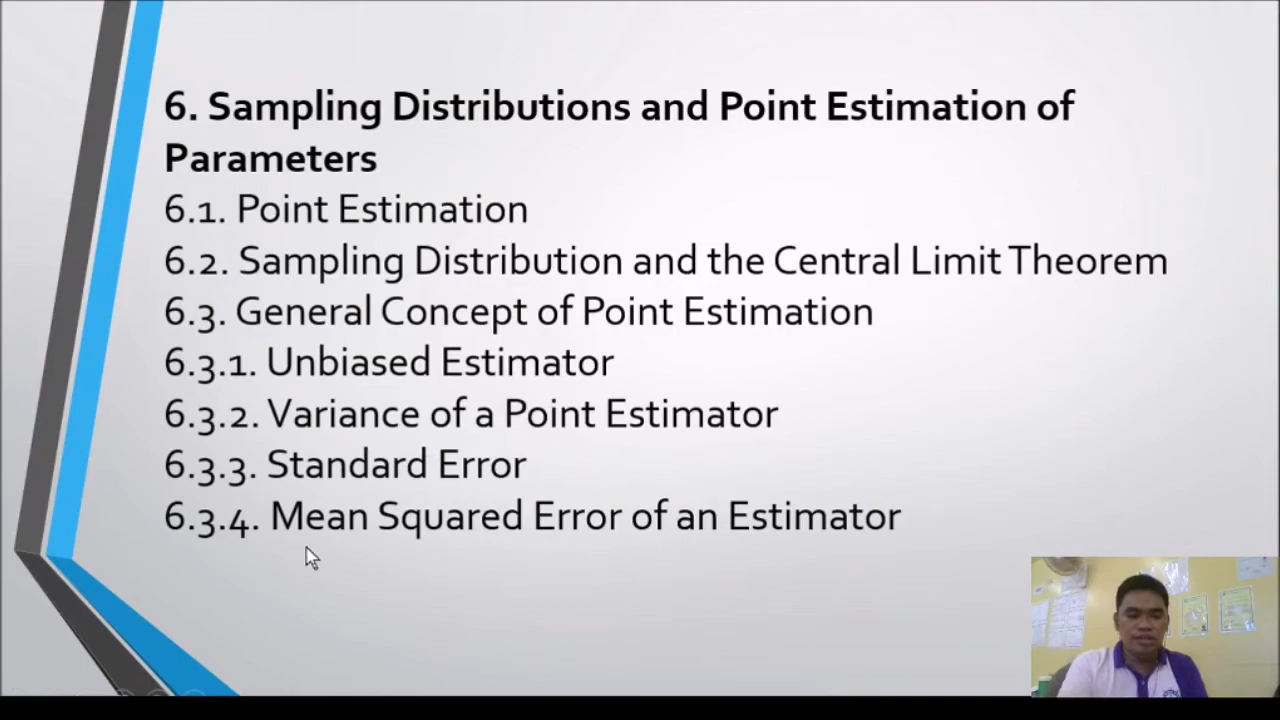 6. Sampling Distributions and Point Estimation of
Parameters
6.1. Point Estimation
6.2. Sampling Distribution and the Central Limit Theorem
6.3. General Concept of Point Estimation
6.3.1. Unbiased Estimator
6.3.2. Variance of a Point Estimator
6.3.3. Standard Error
6.3.4. Mean Squared Error of an Estimator